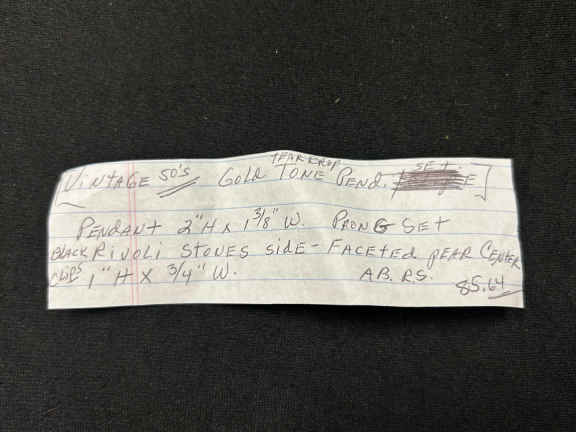 TEARDROP
VINTAGE 50's GOLD TONE PEND. SET
PENDANT 2"H X 1 3/8" W. PRONG SET
BLACK RIVOLI STONES SIDE - FACETED PEAR CENTER
CLIPS 1" H X 3/4" W. AB. RS. 85.64